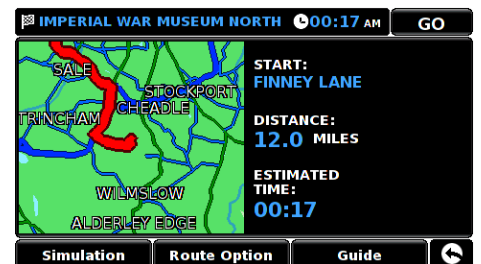 IMPERIAL WAR MUSEUM NORTH 00:17 AM GO
SALE
STOCKPORT
CHEADLE
TRINCHAM
WILMSLOW
ALDERLEY EDGE
START:
FINNEY LANE
DISTANCE:
12.0 MILES
ESTIMATED
TIME:
00:17
Simulation Route Option Guide